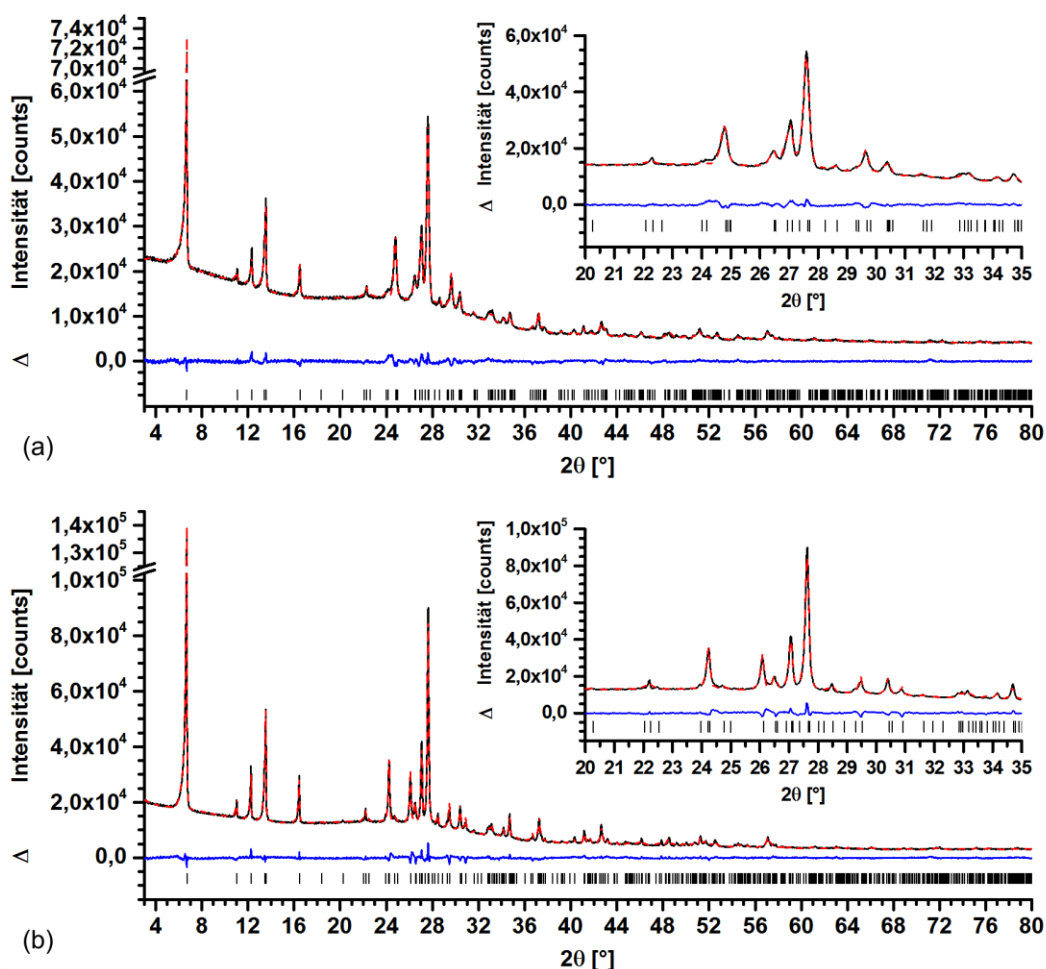 7,4x10⁴
7,2x10⁴
7,0x10⁴
6,0x10⁴
5,0x10⁴
4,0x10⁴
3,0x10⁴
2,0x10⁴
1,0x10⁴
0,0
Δ Intensität [counts]
4 8 12 16 20 24 28 32 36 40 44 48 52 56 60 64 68 72 76 80
2θ [°]
6,0x10⁴
4,0x10⁴
2,0x10⁴
0,0
Δ Intensität [counts]
20 21 22 23 24 25 26 27 28 29 30 31 32 33 34 35
2θ [°]
(a)
1,4x10⁵
1,3x10⁵
1,0x10⁵
8,0x10⁴
6,0x10⁴
4,0x10⁴
2,0x10⁴
0,0
Δ Intensität [counts]
4 8 12 16 20 24 28 32 36 40 44 48 52 56 60 64 68 72 76 80
2θ [°]
1,0x10⁵
8,0x10⁴
6,0x10⁴
4,0x10⁴
2,0x10⁴
0,0
Δ Intensität [counts]
20 21 22 23 24 25 26 27 28 29 30 31 32 33 34 35
2θ [°]
(b)